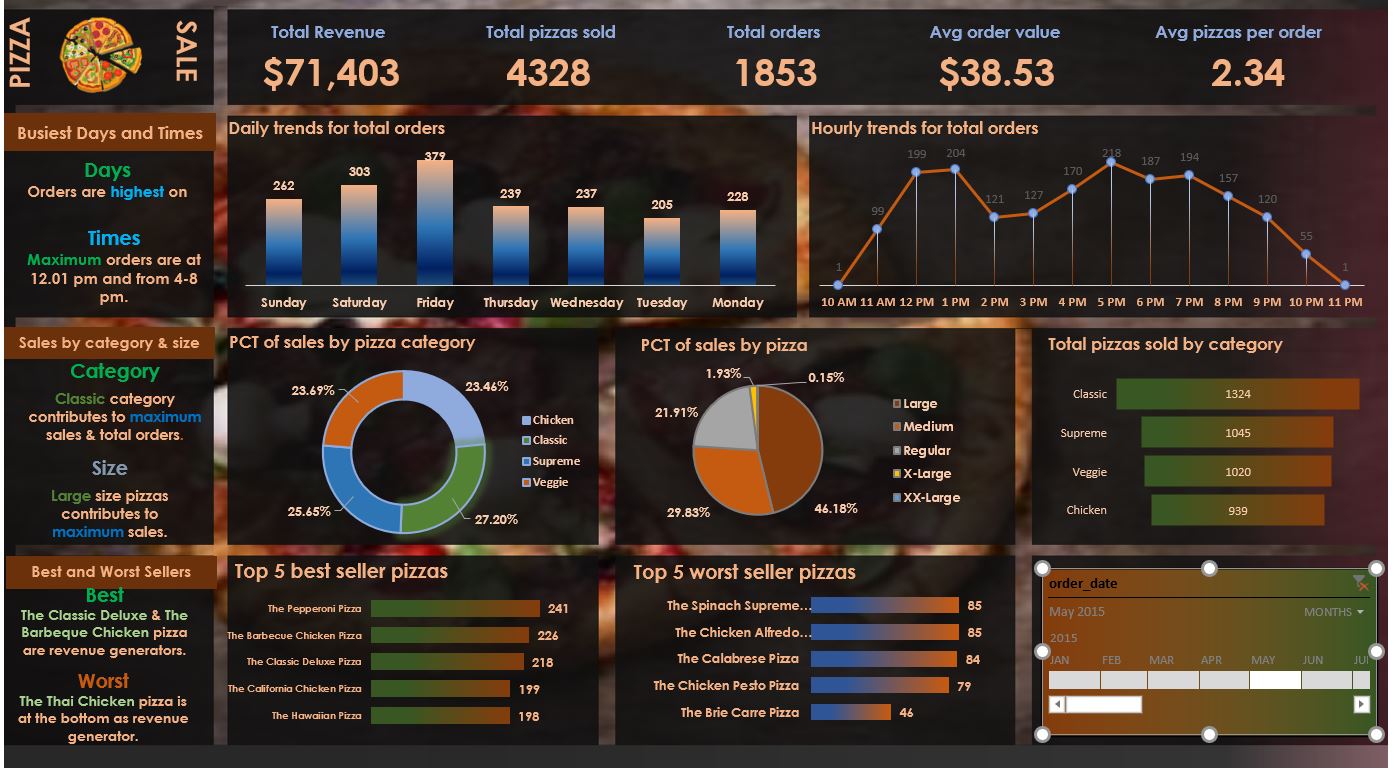 PIZZA
SALE
Total Revenue
$71,403
Total pizzas sold
4328
Total orders
1853
Avg order value
$38.53
Avg pizzas per order
2.34
Busiest Days and Times
Days
Orders are highest on
Times
Maximum orders are at
12.01 pm and from 4-8
pm.
Daily trends for total orders
262
303
379
239
237
205
228
Sunday
Saturday
Friday
Thursday
Wednesday
Tuesday
Monday
Hourly trends for total orders
1
99
199
204
121
127
170
218
187
194
157
120
55
1
10 AM
11 AM
12 PM
1 PM
2 PM
3 PM
4 PM
5 PM
6 PM
7 PM
8 PM
9 PM
10 PM
11 PM
Sales by category & size
Category
Classic category
contributes to maximum
sales & total orders.
Size
Large size pizzas
contributes to
maximum sales.
PCT of sales by pizza category
23.69%
23.46%
25.65%
27.20%
Chicken
Classic
Supreme
Veggie
PCT of sales by pizza
1.93%
0.15%
21.91%
29.83%
46.18%
Large
Medium
Regular
X-Large
XX-Large
Total pizzas sold by category
Classic
1324
Supreme
1045
Veggie
1020
Chicken
939
Best and Worst Sellers
Best
The Classic Deluxe & The
Barbeque Chicken pizza
are revenue generators.
Worst
The Thai Chicken pizza is
at the bottom as revenue
generator.
Top 5 best seller pizzas
The Pepperoni Pizza
241
The Barbecue Chicken Pizza
226
The Classic Deluxe Pizza
218
The California Chicken Pizza
199
The Hawaiian Pizza
198
Top 5 worst seller pizzas
The Spinach Supreme...
85
The Chicken Alfredo...
85
The Calabrese Pizza
84
The Chicken Pesto Pizza
79
The Brie Carre Pizza
46
order_date
May 2015
MONTHS
2015
JAN
FEB
MAR
APR
MAY
JUN
JUI